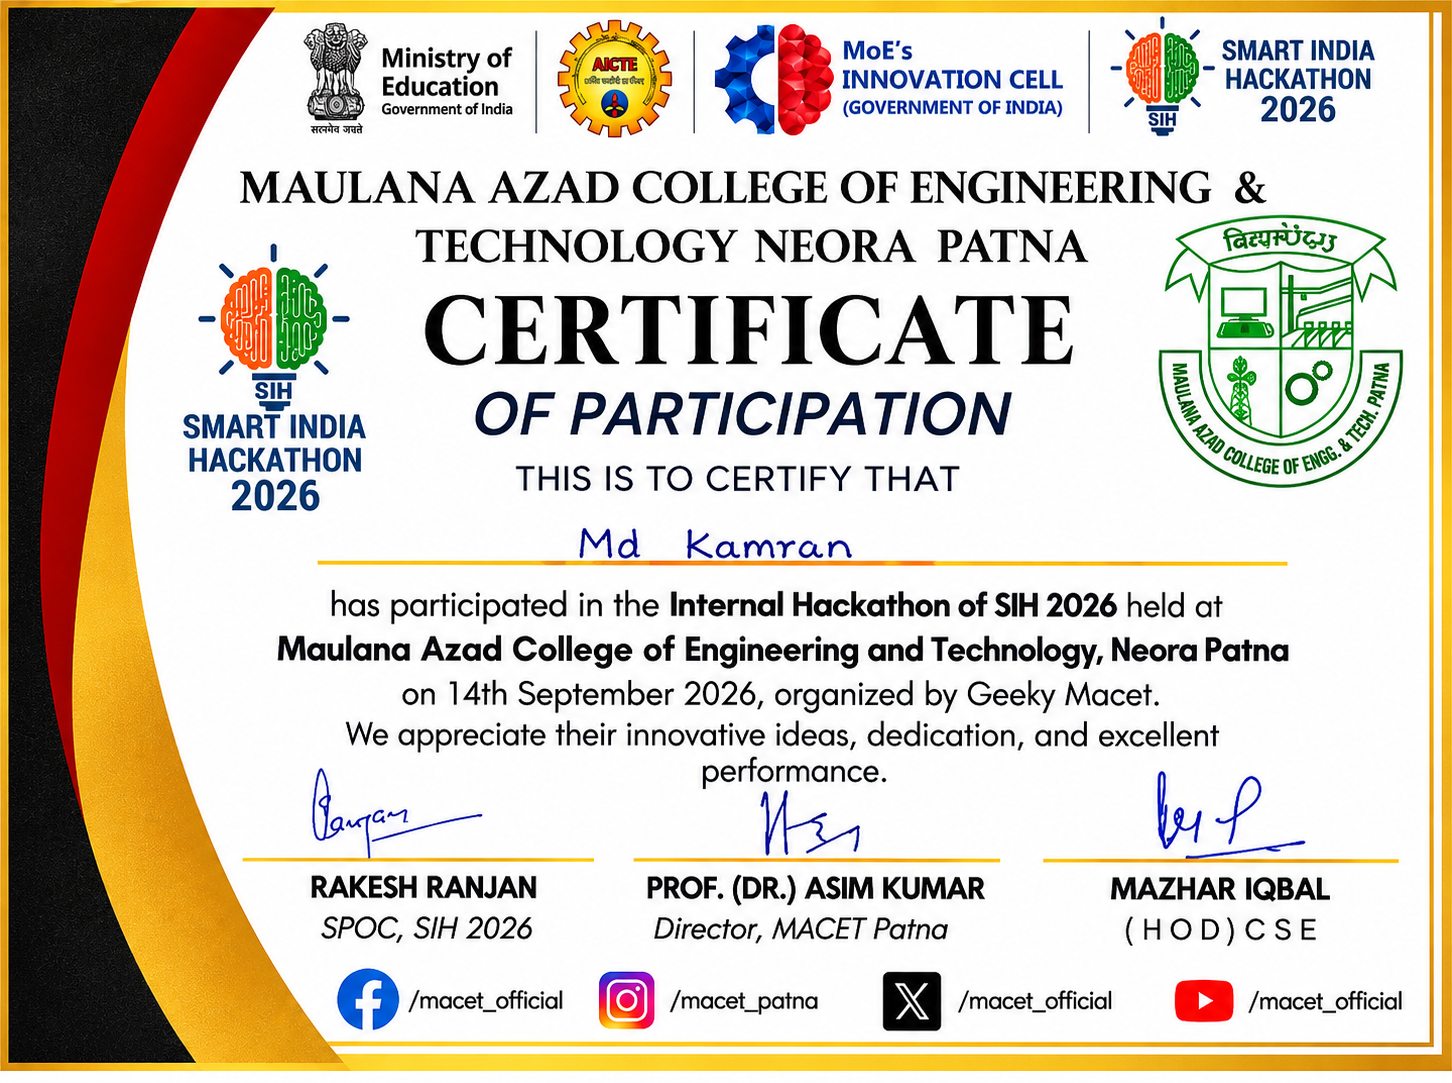 Ministry of
Education
Government of India
सत्यमेव जयते
AICTE
MoE's
INNOVATION CELL
(GOVERNMENT OF INDIA)
SIH
SMART INDIA
HACKATHON
2026
MAULANA AZAD COLLEGE OF ENGINEERING &
TECHNOLOGY NEORA PATNA
SIH
SMART INDIA
HACKATHON
2026
MAULANA AZAD COLLEGE OF ENGG. & TECH. PATNA
CERTIFICATE
OF PARTICIPATION
THIS IS TO CERTIFY THAT
Md Kamran
has participated in the Internal Hackathon of SIH 2026 held at
Maulana Azad College of Engineering and Technology, Neora Patna
on 14th September 2026, organized by Geeky Macet.
We appreciate their innovative ideas, dedication, and excellent
performance.
Ranjan
RAKESH RANJAN
SPOC, SIH 2026
PROF. (DR.) ASIM KUMAR
Director, MACET Patna
MAZHAR IQBAL
(HOD) CSE
/macet_official
/macet_patna
/macet_official
/macet_official